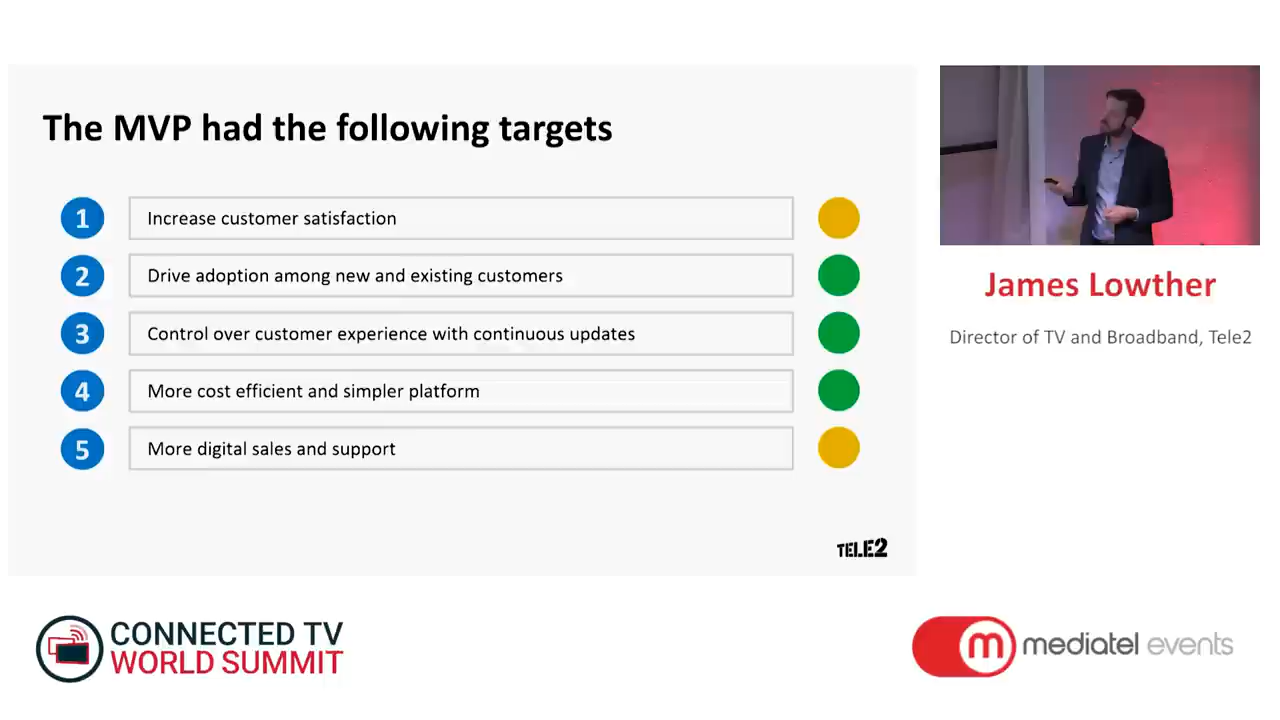 The MVP had the following targets
1 Increase customer satisfaction
2 Drive adoption among new and existing customers
3 Control over customer experience with continuous updates
4 More cost efficient and simpler platform
5 More digital sales and support
TELE2
James Lowther
Director of TV and Broadband, Tele2
CONNECTED TV
WORLD SUMMIT
m mediatel events